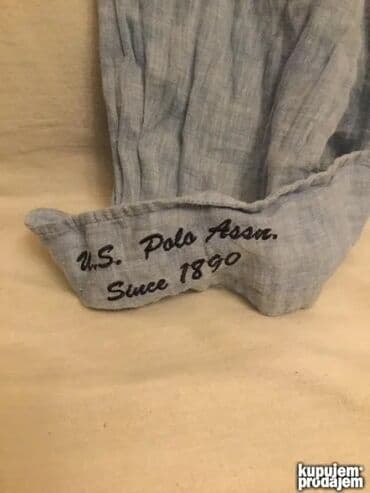 U.S. Polo Assn.
Since 1890
kupujem
prodajem